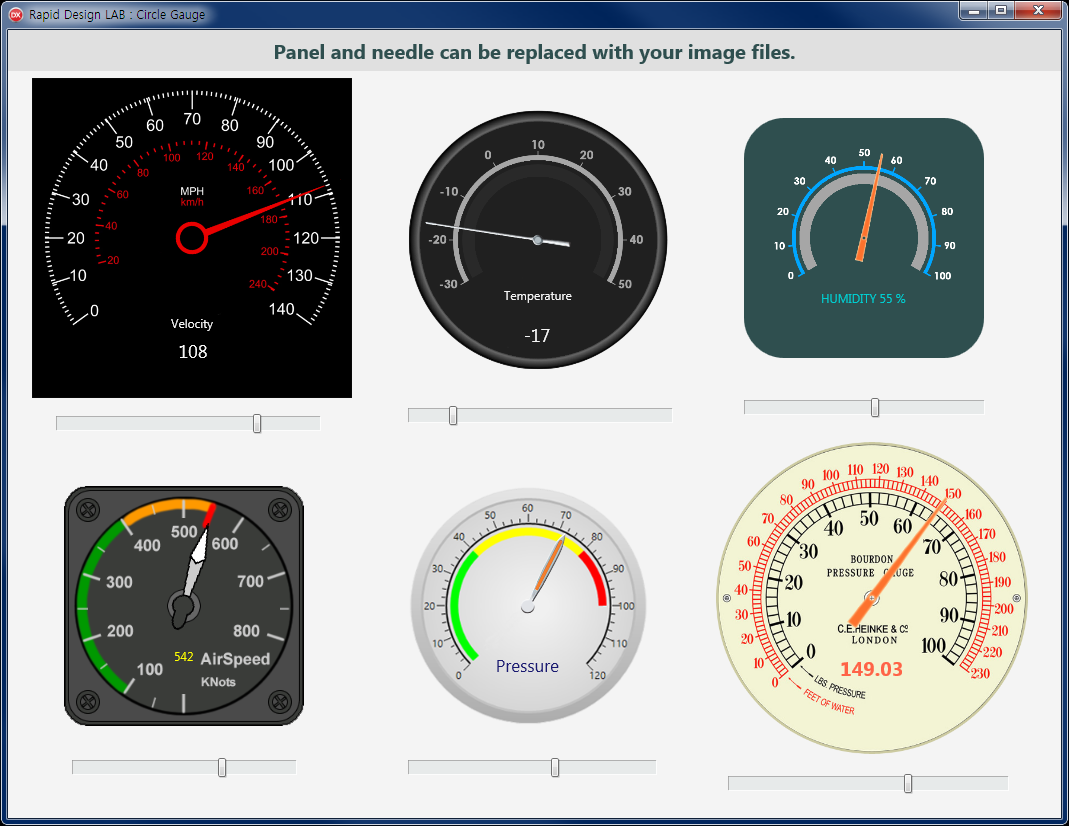 Rapid Design LAB : Circle Gauge
Panel and needle can be replaced with your image files.
0 10 20 30 40 50 60 70 80 90 100 110 120 130 140
20 40 60 80 100 120 140 160 180 200 240
MPH
km/h
Velocity
108
-30 -20 -10 0 10 20 30 40 50
Temperature
-17
0 10 20 30 40 50 60 70 80 90 100
HUMIDITY 55 %
100 200 300 400 500 600 700 800
542 AirSpeed
KNots
0 10 20 30 40 50 60 70 80 90 100 110 120
Pressure
0 10 20 30 40 50 60 70 80 90 100 110 120 130 140 150 160 170 180 190 200 210 220 230
0 10 20 30 40 50 60 70 80 90 100
BOURDON
PRESSURE GAUGE
C.E.HEINKE & Cº
LONDON
149.03
LBS. PRESSURE
FEET OF WATER